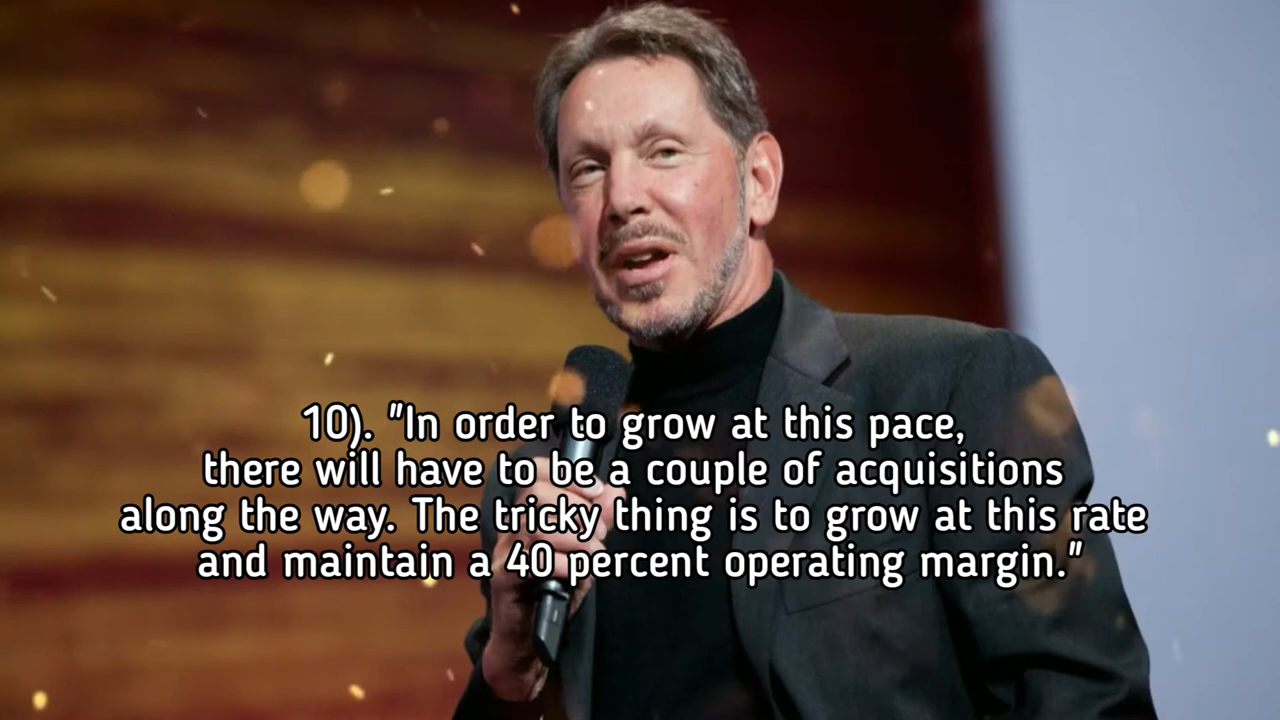 10). "In order to grow at this pace,
there will have to be a couple of acquisitions
along the way. The tricky thing is to grow at this rate
and maintain a 40 percent operating margin."